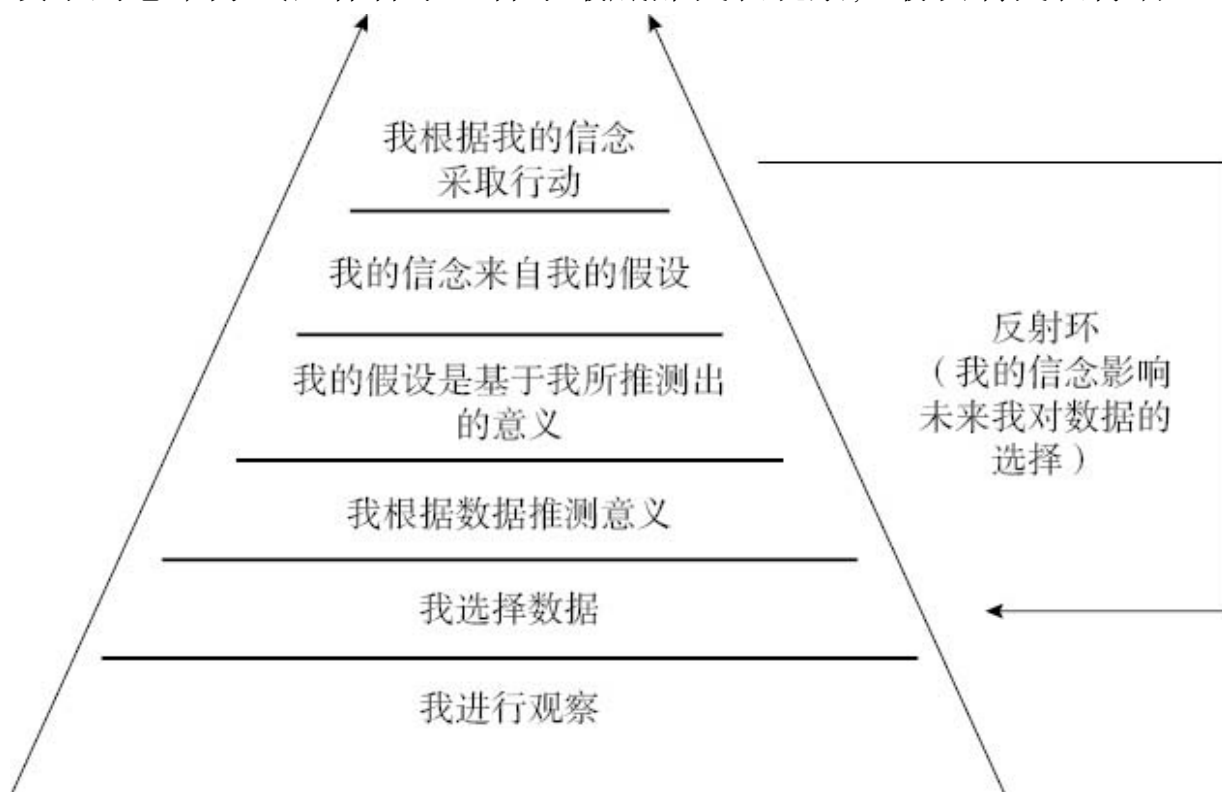 我根据我的信念
采取行动
我的信念来自我的假设
我的假设是基于我所推测出
的意义
我根据数据推测意义
我选择数据
我进行观察
反射环
（我的信念影响
未来我对数据的
选择）